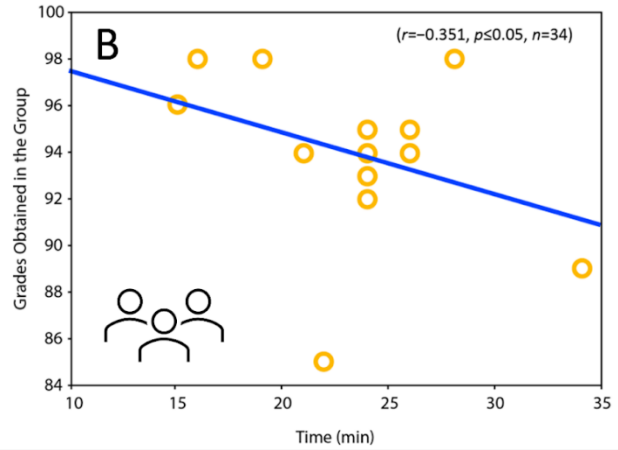 B
(r=−0.351, p≤0.05, n=34)
Grades Obtained in the Group
100
98
96
94
92
90
88
86
84
10 15 20 25 30 35
Time (min)